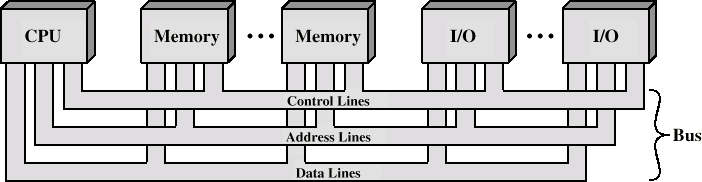 CPU
Memory
• • •
Memory
I/O
• • •
I/O
Control Lines
Address Lines
Data Lines
Bus